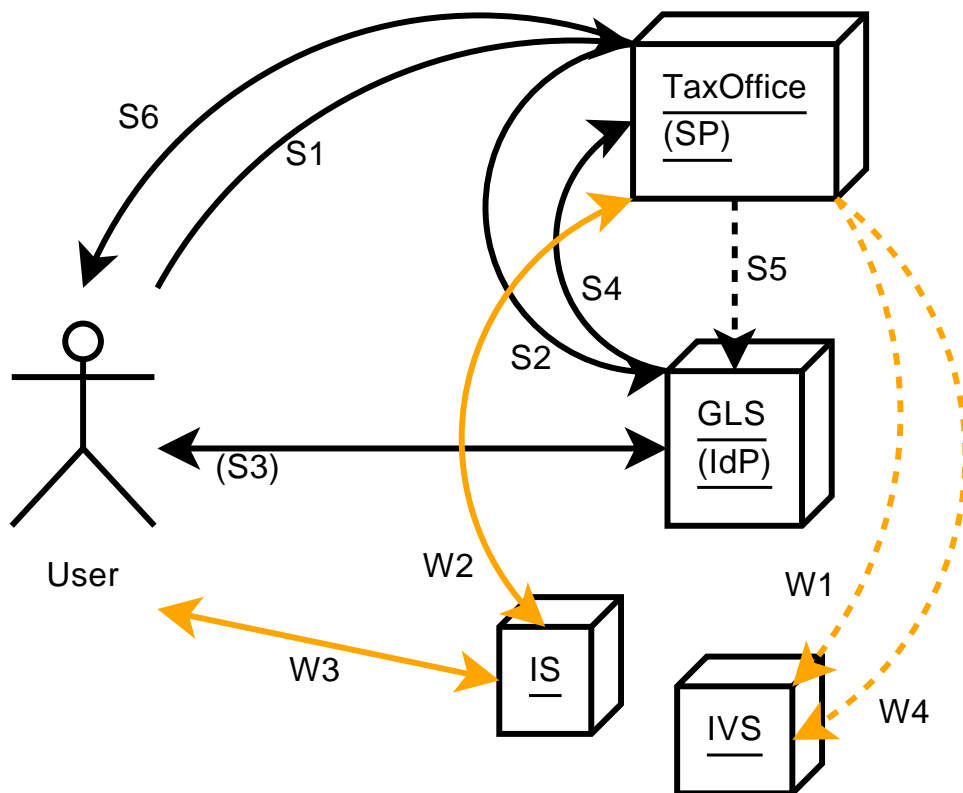 TaxOffice
(SP)
S6
S1
S5
S4
S2
GLS
(IdP)
(S3)
User
W2
W1
W3
IS
IVS
W4